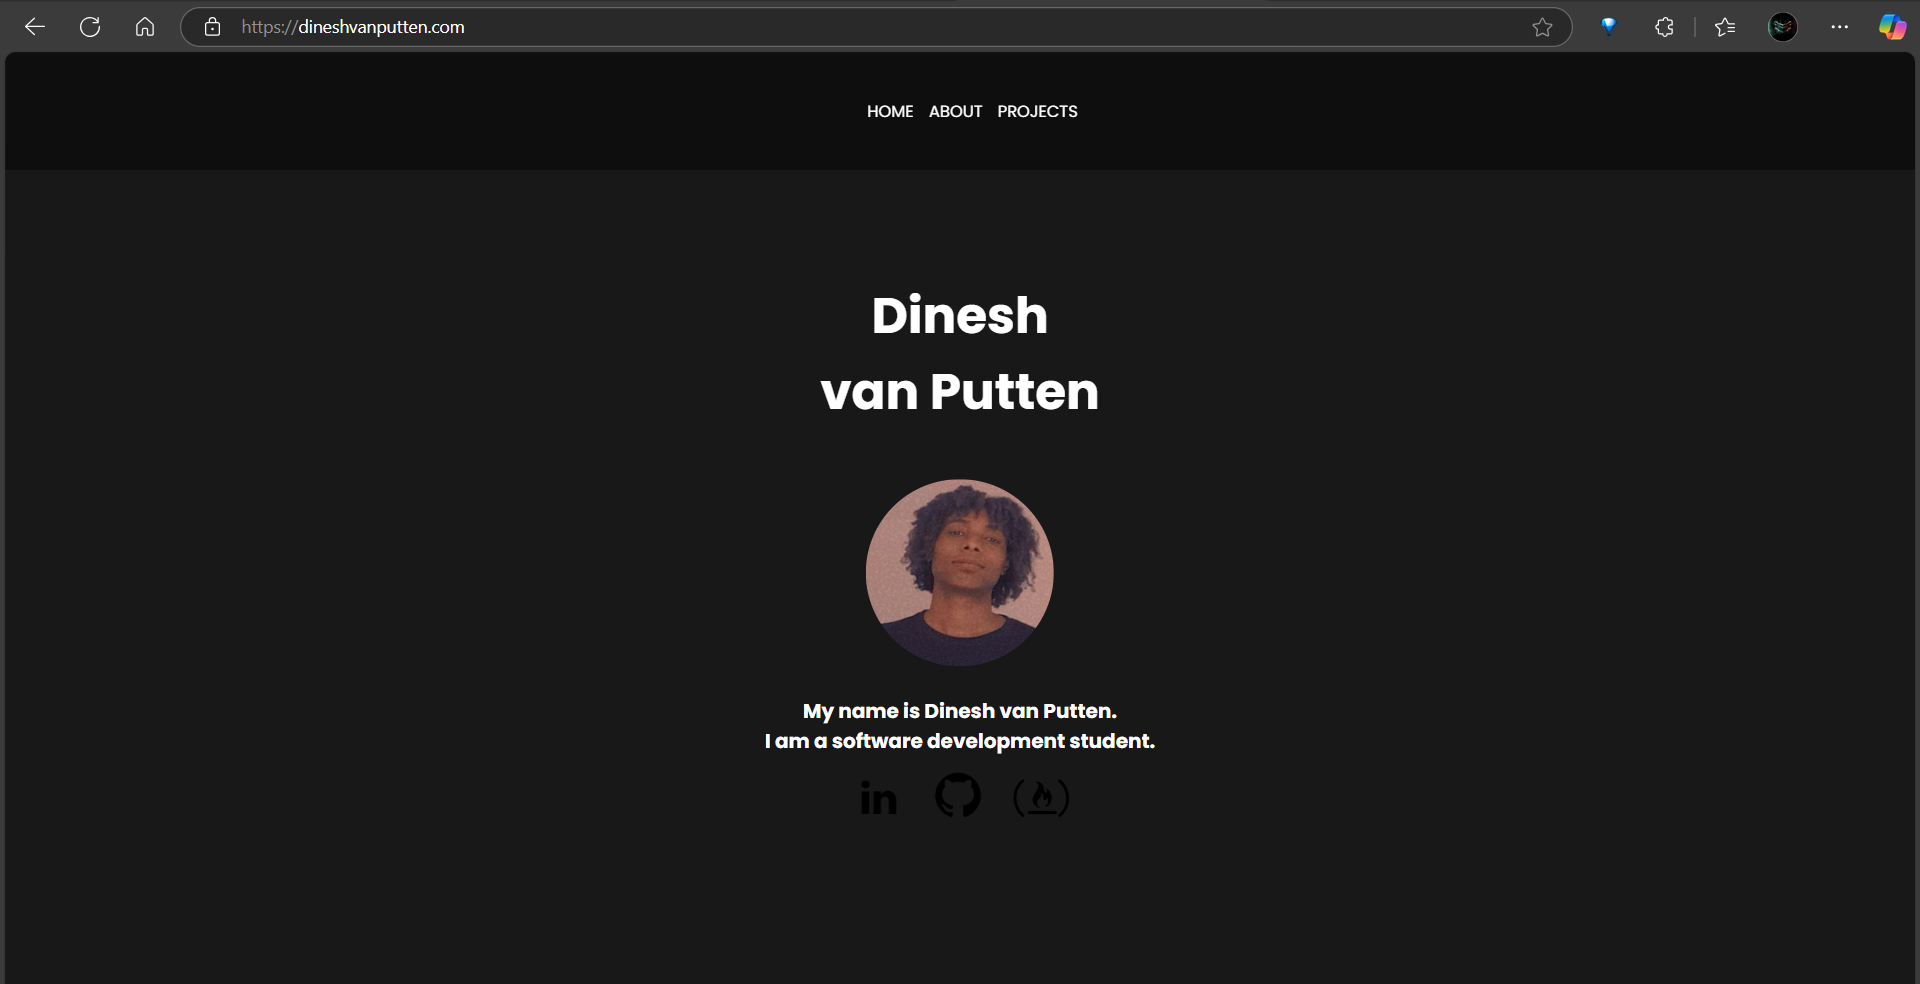 https://dineshvanputten.com
HOME ABOUT PROJECTS
Dinesh
van Putten
My name is Dinesh van Putten.
I am a software development student.
in